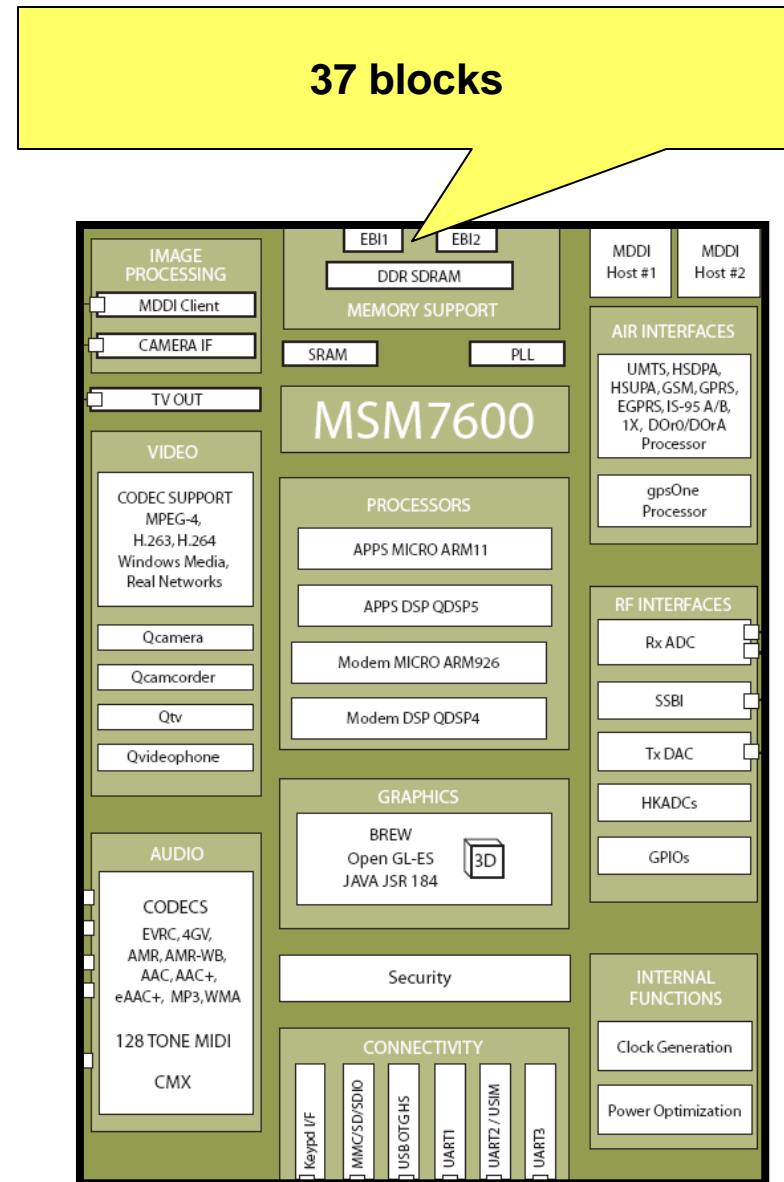 37 blocks
IMAGE
PROCESSING
MDDI Client
CAMERA IF
TV OUT
VIDEO
CODEC SUPPORT
MPEG-4,
H.263, H.264
Windows Media,
Real Networks
Qcamera
Qcamcorder
Qtv
Qvideophone
AUDIO
CODECS
EVRC, 4GV,
AMR, AMR-WB,
AAC, AAC+,
eAAC+, MP3, WMA
128 TONE MIDI
CMX
EBI1
EBI2
DDR SDRAM
MEMORY SUPPORT
SRAM
PLL
MSM7600
PROCESSORS
APPS MICRO ARM11
APPS DSP QDSP5
Modem MICRO ARM926
Modem DSP QDSP4
GRAPHICS
BREW
Open GL-ES
JAVA JSR 184
3D
Security
CONNECTIVITY
Keypd I/F
MMC/SD/SDIO
USB OTG HS
UART1
UART2 / USIM
UART3
MDDI
Host #1
MDDI
Host #2
AIR INTERFACES
UMTS, HSDPA,
HSUPA, GSM, GPRS,
EGPRS, IS-95 A/B,
1X, DOr0/DOrA
Processor
gpsOne
Processor
RF INTERFACES
Rx ADC
SSBI
Tx DAC
HKADCs
GPIOs
INTERNAL
FUNCTIONS
Clock Generation
Power Optimization